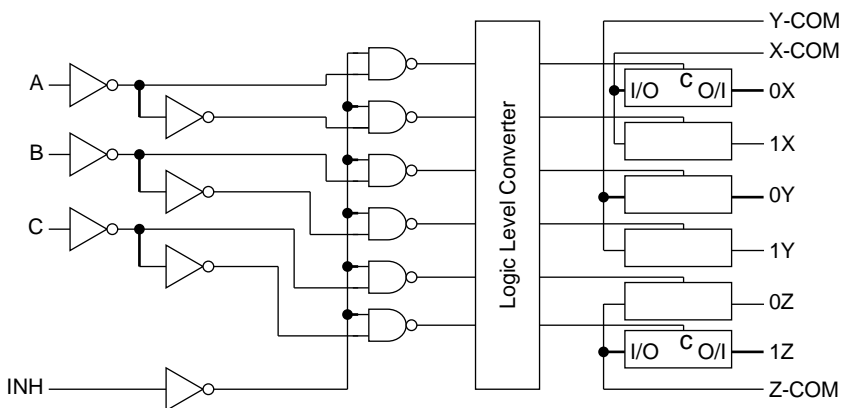 Y-COM
X-COM
A
C
I/O
O/I
0X
1X
B
0Y
C
1Y
0Z
C
I/O
O/I
1Z
INH
Z-COM
Logic Level Converter